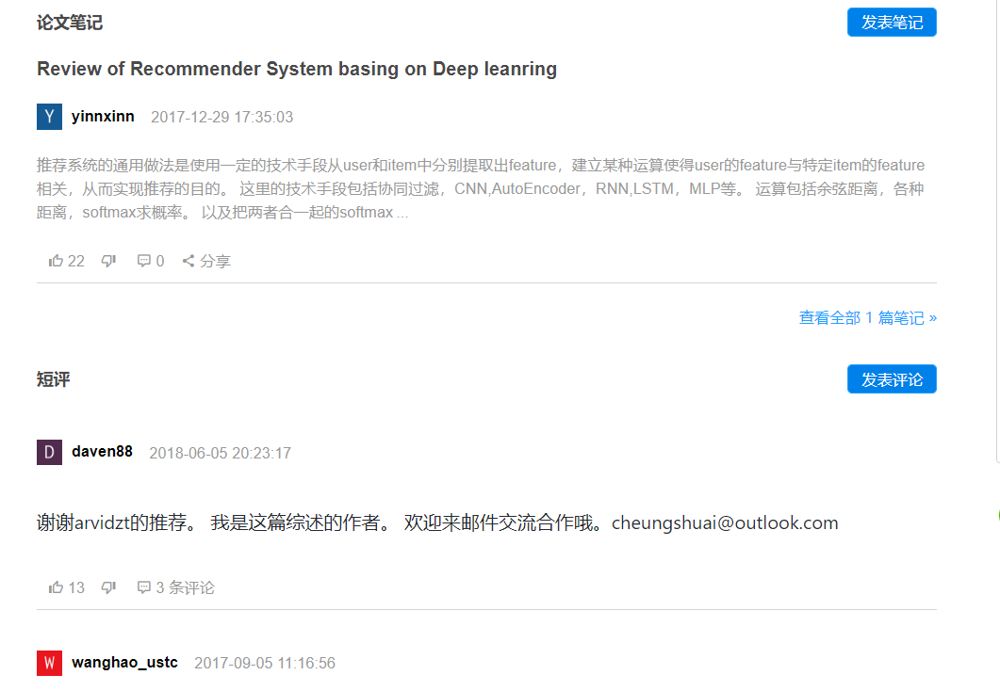 论文笔记
发表笔记
Review of Recommender System basing on Deep leanring
Y yinnxinn 2017-12-29 17:35:03
推荐系统的通用做法是使用一定的技术手段从user和item中分别提取出feature，建立某种运算使得user的feature与特定item的feature
相关，从而实现推荐的目的。 这里的技术手段包括协同过滤，CNN,AutoEncoder，RNN,LSTM，MLP等。 运算包括余弦距离，各种
距离，softmax求概率。 以及把两者合一起的softmax ...
22 0 分享
查看全部 1 篇笔记 »
短评
发表评论
D daven88 2018-06-05 20:23:17
谢谢arvidzt的推荐。 我是这篇综述的作者。 欢迎来邮件交流合作哦。cheungshuai@outlook.com
13 3 条评论
W wanghao_ustc 2017-09-05 11:16:56